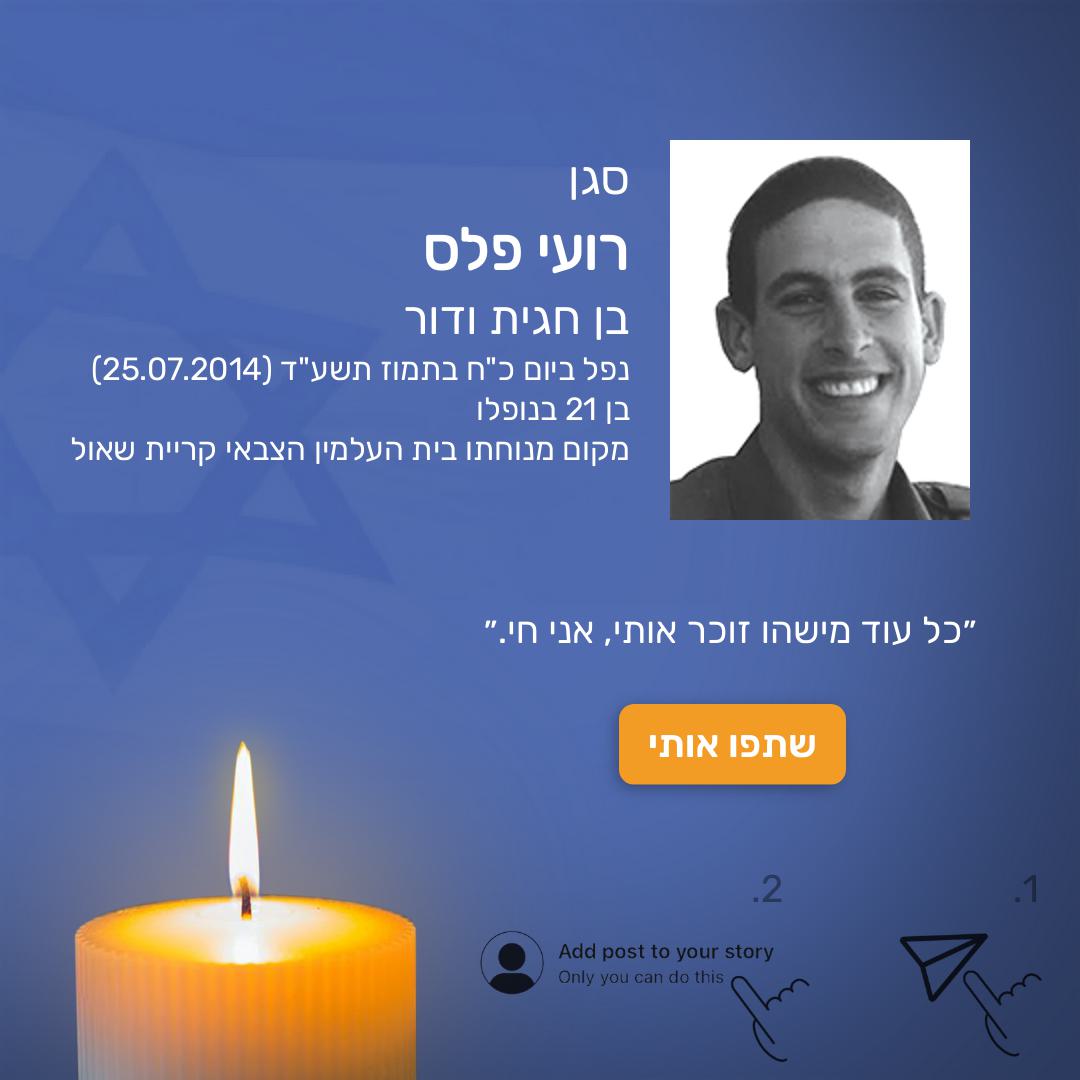 סגן
רועי פלס
בן חגית ודור
נפל ביום כ"ח בתמוז תשע"ד (25.07.2014)
בן 21 בנופלו
מקום מנוחתו בית העלמין הצבאי קריית שאול
״כל עוד מישהו זוכר אותי, אני חי.״
שתפו אותי
1.
2.
Add post to your story
Only you can do this